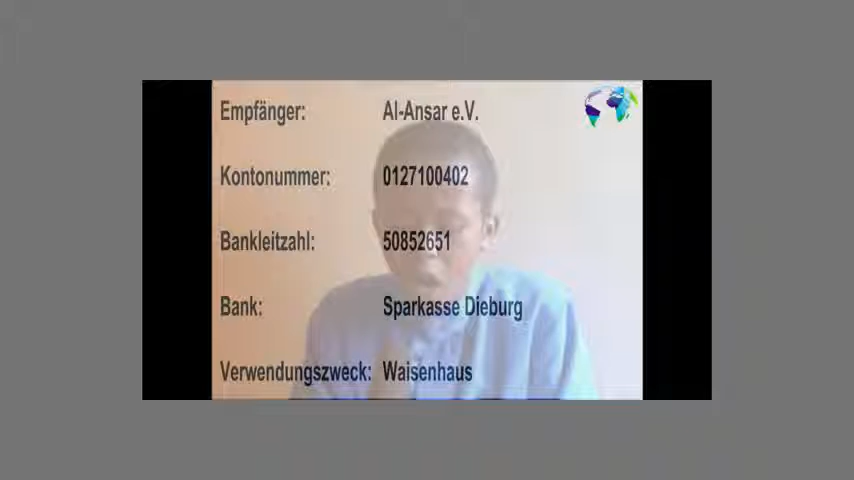 Empfänger: Al-Ansar e.V.
Kontonummer: 0127100402
Bankleitzahl: 50852651
Bank: Sparkasse Dieburg
Verwendungszweck: Waisenhaus